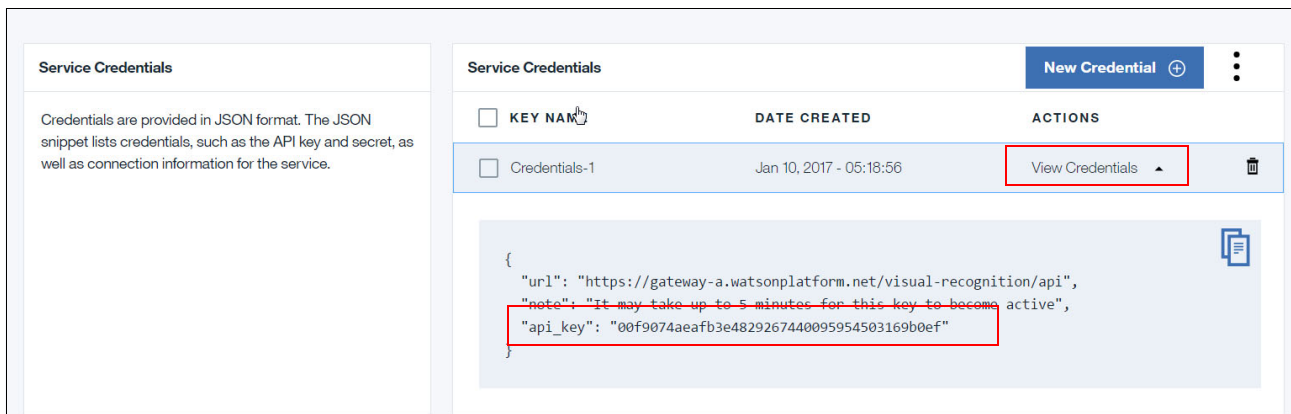 Service Credentials
Credentials are provided in JSON format. The JSON
snippet lists credentials, such as the API key and secret, as
well as connection information for the service.
Service Credentials
New Credential
KEY NAM
DATE CREATED
ACTIONS
Credentials-1
Jan 10, 2017 - 05:18:56
View Credentials
{
"url": "https://gateway-a.watsonplatform.net/visual-recognition/api",
"note": "It may take up to 5 minutes for this key to become active",
"api_key": "00f9074aeafb3e4829267440095954503169b0ef"
}